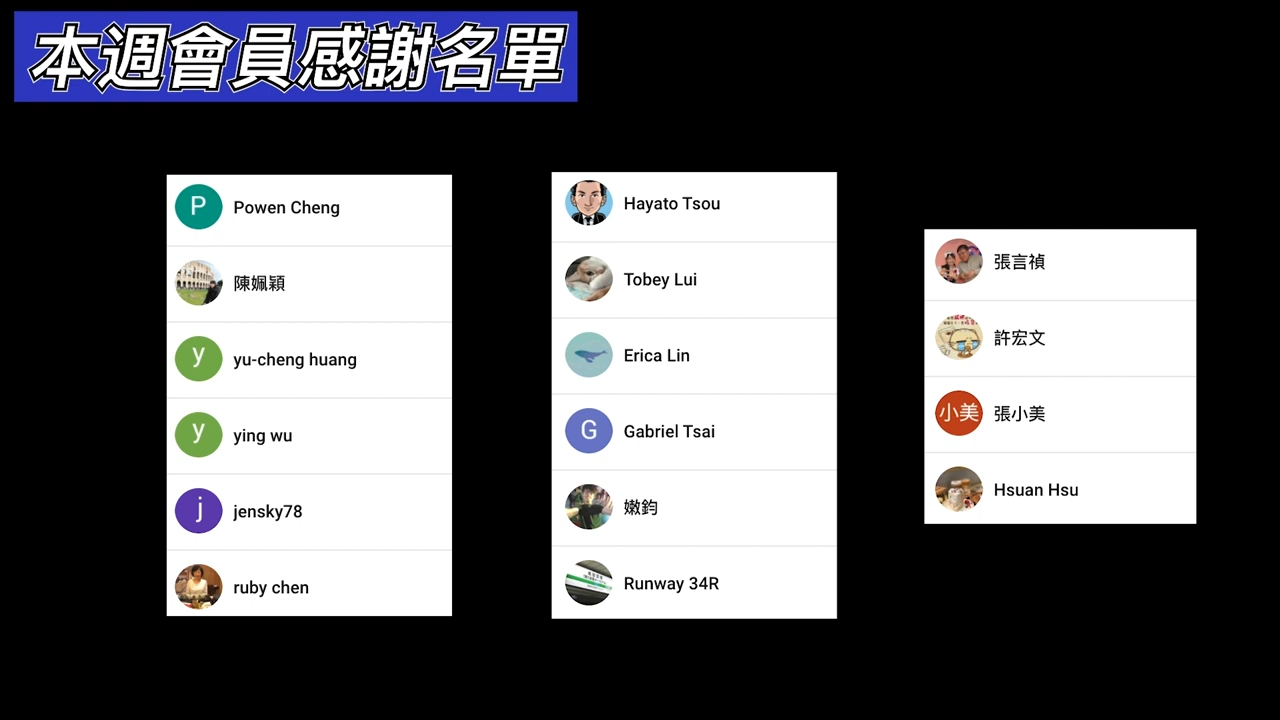 本週會員感謝名單
P Powen Cheng
陳姵穎
y yu-cheng huang
y ying wu
j jensky78
ruby chen
Hayato Tsou
Tobey Lui
Erica Lin
G Gabriel Tsai
嫩鈞
Runway 34R
張言禎
許宏文
小美 張小美
Hsuan Hsu